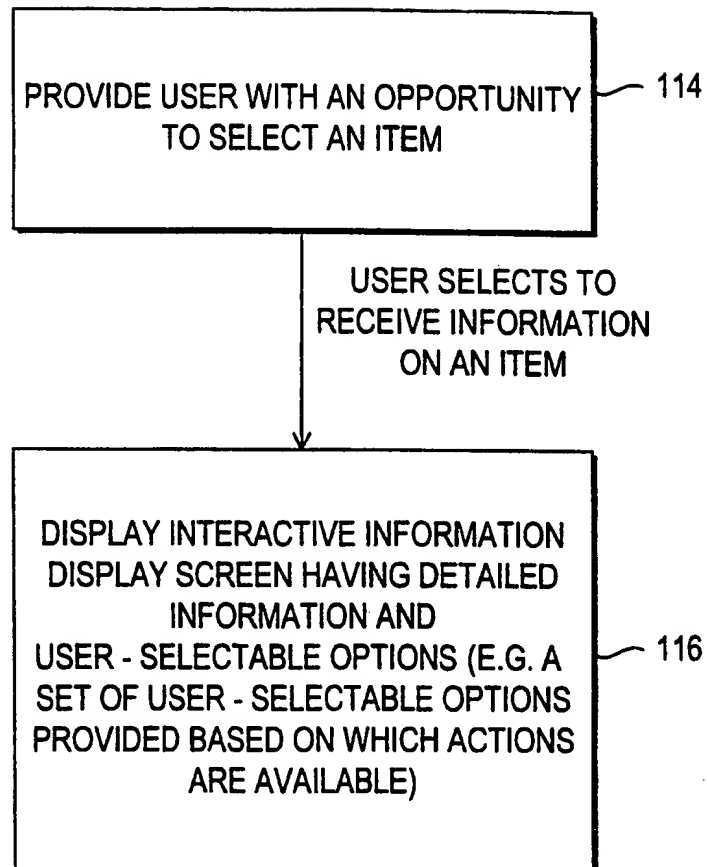 PROVIDE USER WITH AN OPPORTUNITY
TO SELECT AN ITEM
114
USER SELECTS TO
RECEIVE INFORMATION
ON AN ITEM
DISPLAY INTERACTIVE INFORMATION
DISPLAY SCREEN HAVING DETAILED
INFORMATION AND
USER - SELECTABLE OPTIONS (E.G. A
SET OF USER - SELECTABLE OPTIONS
PROVIDED BASED ON WHICH ACTIONS
ARE AVAILABLE)
116